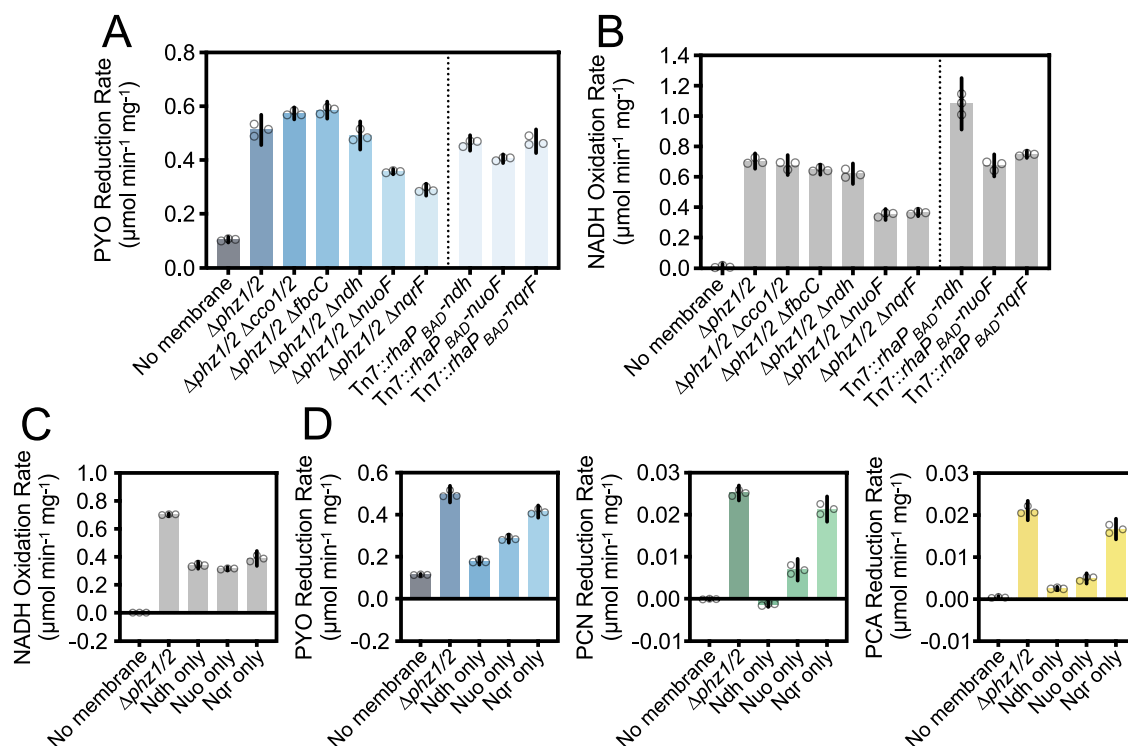 A
PYO Reduction Rate
(µmol min⁻¹ mg⁻¹)
0.8
0.6
0.4
0.2
0.0
No membrane
Δphz1/2
Δphz1/2 Δcco1/2
Δphz1/2 ΔfbcC
Δphz1/2 Δndh
Δphz1/2 ΔnuoF
Δphz1/2 ΔnqrF
Tn7::rhaP BAD-ndh
Tn7::rhaP BAD-nuoF
Tn7::rhaP BAD-nqrF
B
NADH Oxidation Rate
(µmol min⁻¹ mg⁻¹)
1.4
1.2
1.0
0.8
0.6
0.4
0.2
0.0
No membrane
Δphz1/2
Δphz1/2 Δcco1/2
Δphz1/2 ΔfbcC
Δphz1/2 Δndh
Δphz1/2 ΔnuoF
Δphz1/2 ΔnqrF
Tn7::rhaP BAD-ndh
Tn7::rhaP BAD-nuoF
Tn7::rhaP BAD-nqrF
C
NADH Oxidation Rate
(µmol min⁻¹ mg⁻¹)
1.0
0.8
0.6
0.4
0.2
0.0
−0.2
No membrane
Δphz1/2
Ndh only
Nuo only
Nqr only
D
PYO Reduction Rate
(µmol min⁻¹ mg⁻¹)
0.6
0.4
0.2
0.0
−0.2
No membrane
Δphz1/2
Ndh only
Nuo only
Nqr only
PCN Reduction Rate
(µmol min⁻¹ mg⁻¹)
0.03
0.02
0.01
0.00
−0.01
No membrane
Δphz1/2
Ndh only
Nuo only
Nqr only
PCA Reduction Rate
(µmol min⁻¹ mg⁻¹)
0.03
0.02
0.01
0.00
−0.01
No membrane
Δphz1/2
Ndh only
Nuo only
Nqr only